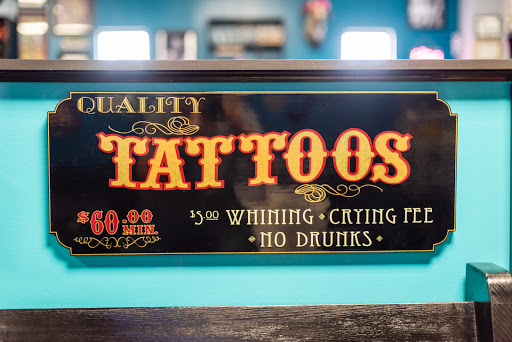 QUALITY
TATTOOS
$60.00 MIN.
$5.00 WHINING • CRYING FEE
• NO DRUNKS •